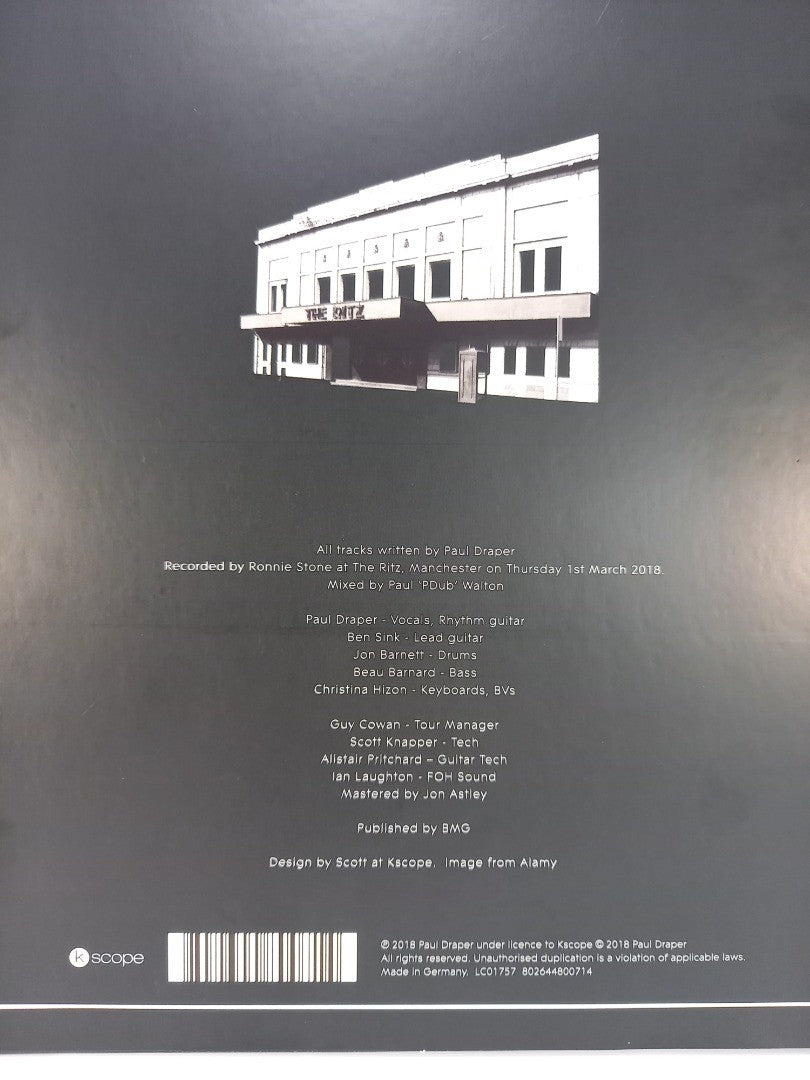 THE RITZ
All tracks written by Paul Draper
Recorded by Ronnie Stone at The Ritz, Manchester on Thursday 1st March 2018.
Mixed by Paul 'PDub' Walton
Paul Draper - Vocals, Rhythm guitar
Ben Sink - Lead guitar
Jon Barnett - Drums
Beau Barnard - Bass
Christina Hizon - Keyboards, BVs
Guy Cowan - Tour Manager
Scott Knapper - Tech
Alistair Pritchard – Guitar Tech
Ian Laughton - FOH Sound
Mastered by Jon Astley
Published by BMG
Design by Scott at Kscope. Image from Alamy
k scope
℗ 2018 Paul Draper under licence to Kscope © 2018 Paul Draper
All rights reserved. Unauthorised duplication is a violation of applicable laws.
Made in Germany. LC01757 802644800714